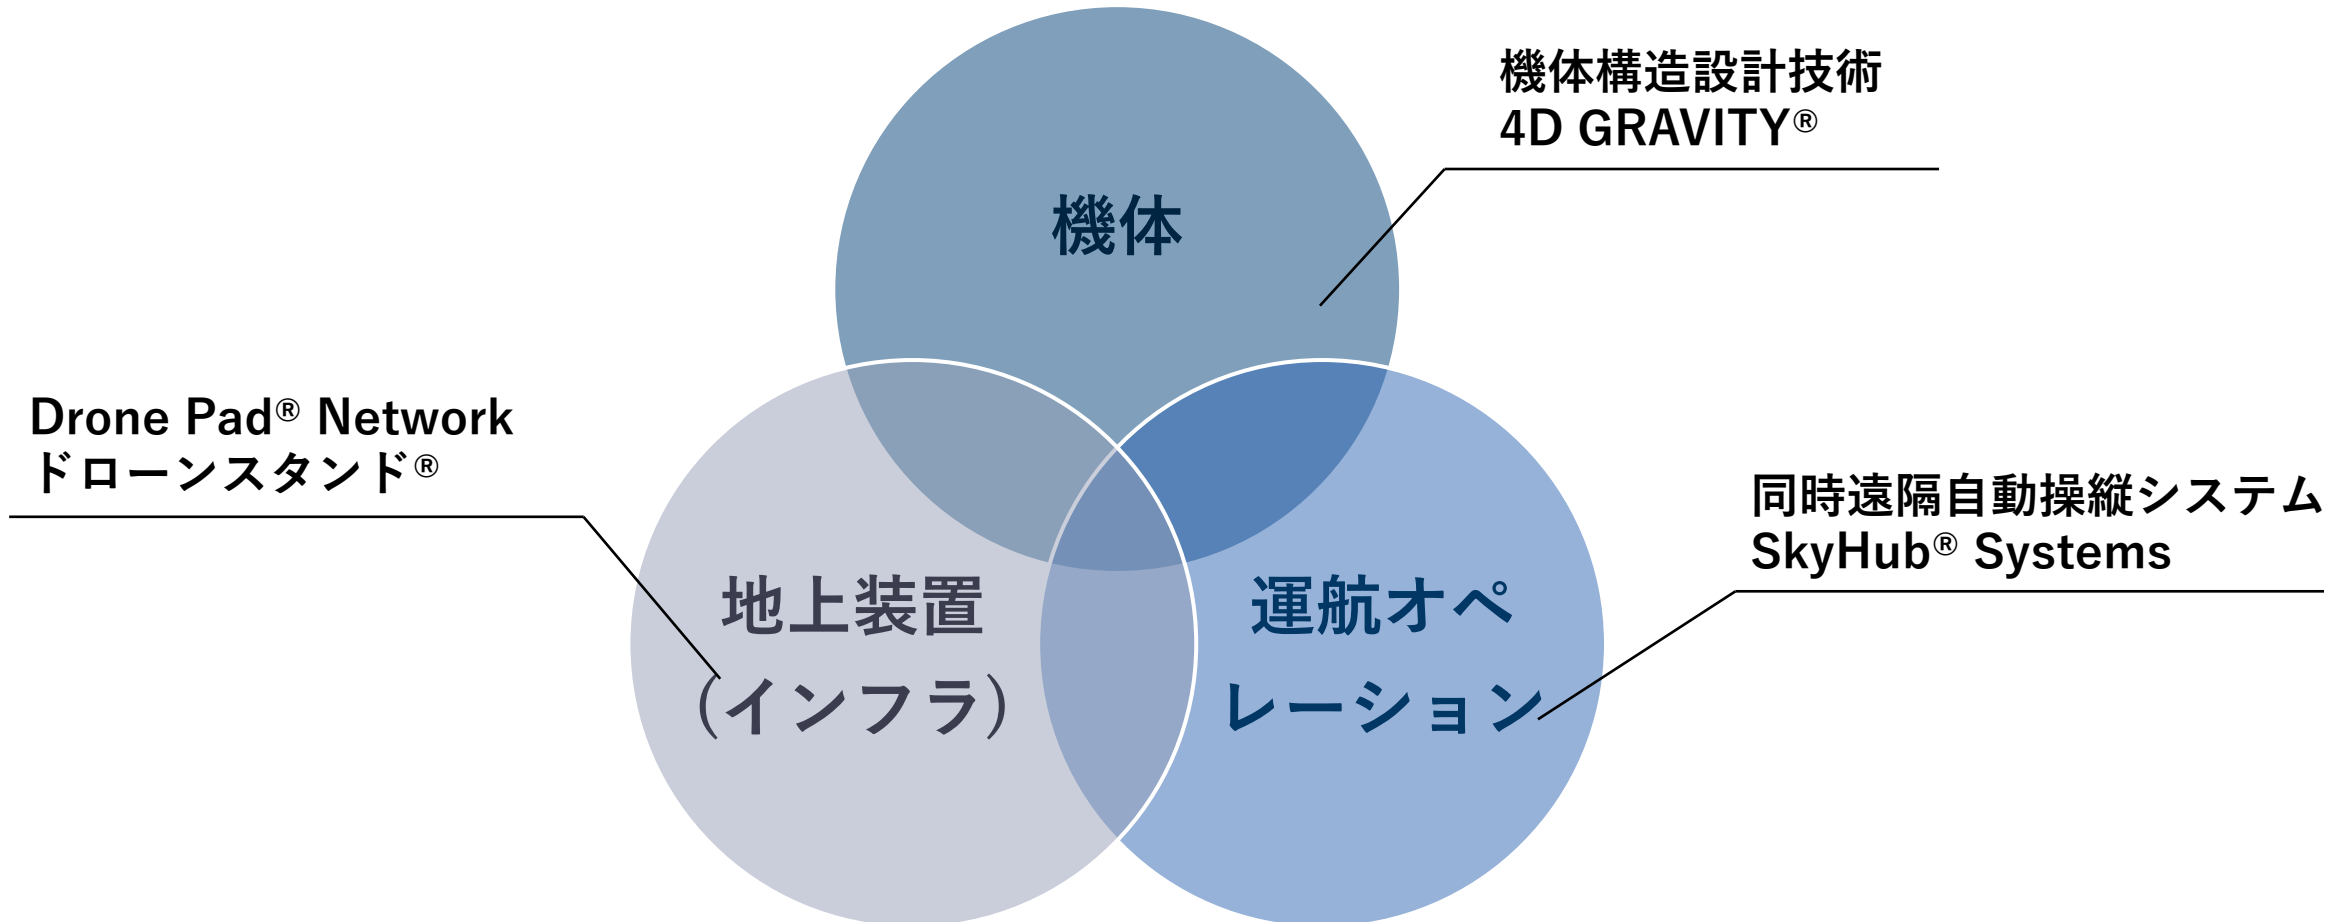 機体構造設計技術
4D GRAVITY®
機体
Drone Pad® Network
ドローンスタンド®
同時遠隔自動操縦システム
SkyHub® Systems
地上装置
(インフラ)
運航オペ
レーション